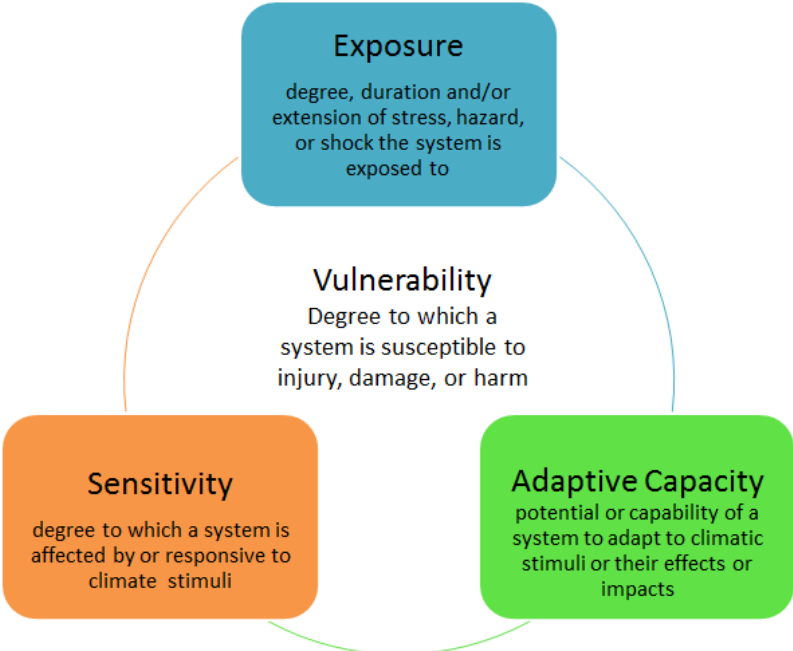 Exposure
degree, duration and/or
extension of stress, hazard,
or shock the system is
exposed to
Vulnerability
Degree to which a
system is susceptible to
injury, damage, or harm
Sensitivity
degree to which a system is
affected by or responsive to
climate stimuli
Adaptive Capacity
potential or capability of a
system to adapt to climatic
stimuli or their effects or
impacts